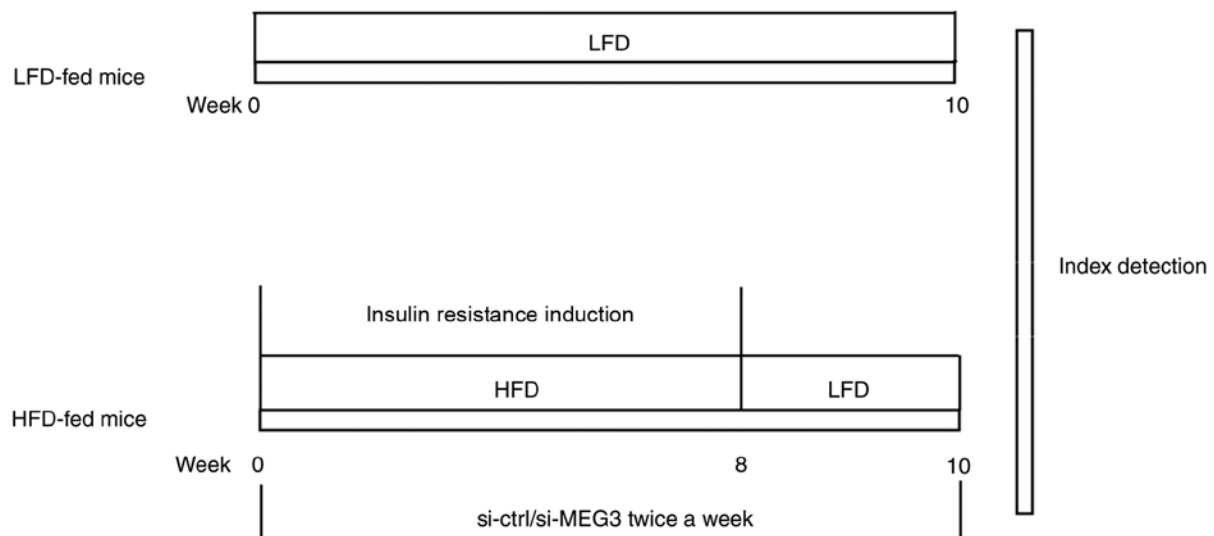 LFD
LFD-fed mice
Week 0 10
Index detection
Insulin resistance induction
HFD LFD
HFD-fed mice
Week 0 8 10
si-ctrl/si-MEG3 twice a week